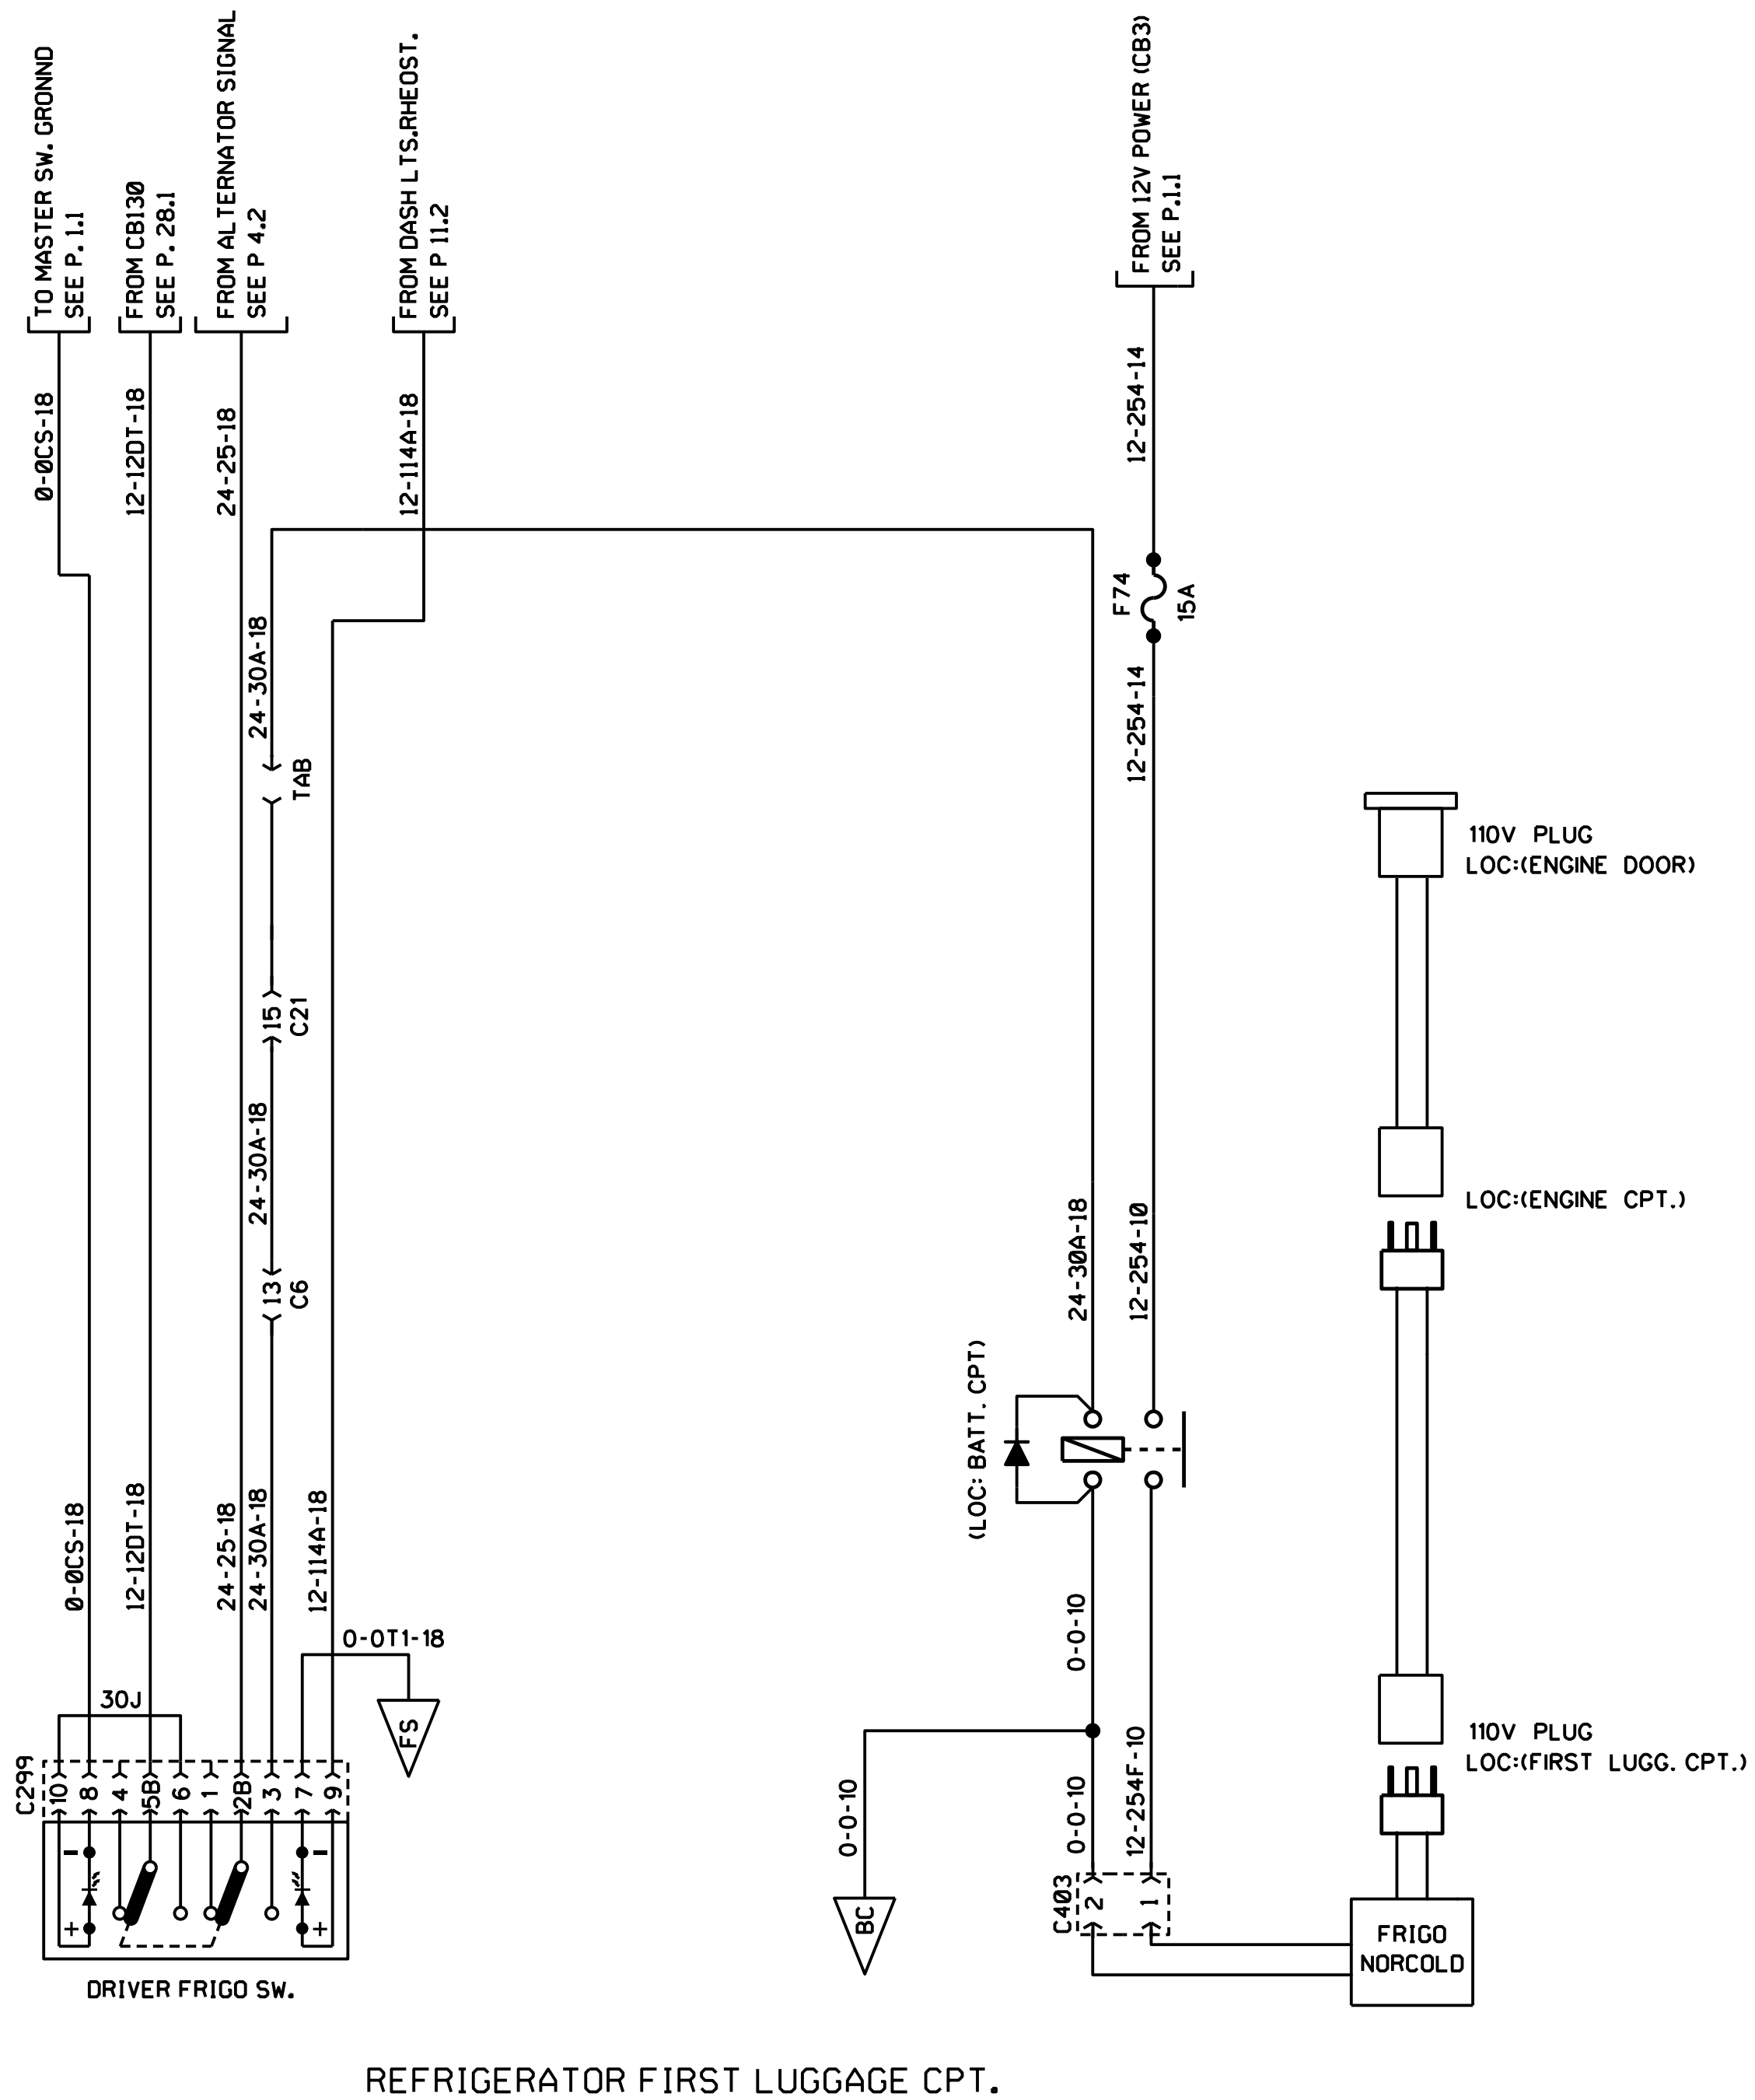 TO MASTER SW. GRONND
SEE P. 1.1
FROM CB130
SEE P. 28.1
FROM ALTERNATOR SIGNAL
SEE P 4.2
FROM DASH LTS.RHEOST.
SEE P 11.2
FROM 12V POWER (CB3)
SEE P.1.1
0-0CS-18
12-12DT-18
24-25-18
12-114A-18
12-254-14
F74
15A
24-30A-18
12-254-14
TAB
110V PLUG
LOC:(ENGINE DOOR)
15
C21
24-30A-18
13
C6
24-30A-18
12-254-10
LOC:(ENGINE CPT.)
(LOC: BATT. CPT)
0-0CS-18
12-12DT-18
24-25-18
24-30A-18
12-114A-18
0-0T1-18
0-0-10
30J
FS
110V PLUG
LOC:(FIRST LUGG. CPT.)
C299
10
8
4
5B
6
1
2B
3
7
9
0-0-10
0-0-10
12-254F-10
- -
+ +
C403
2
1
BC
FRIGO
NORCOLD
DRIVER FRIGO SW.
REFRIGERATOR FIRST LUGGAGE CPT.